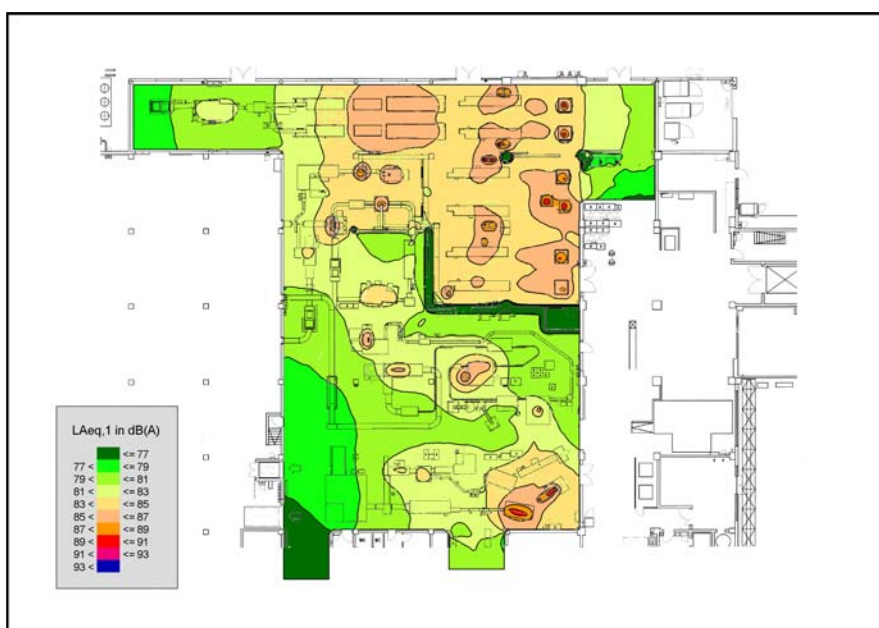 LAeq,1 in dB(A)
<= 77
77 < <= 79
79 < <= 81
81 < <= 83
83 < <= 85
85 < <= 87
87 < <= 89
89 < <= 91
91 < <= 93
93 <